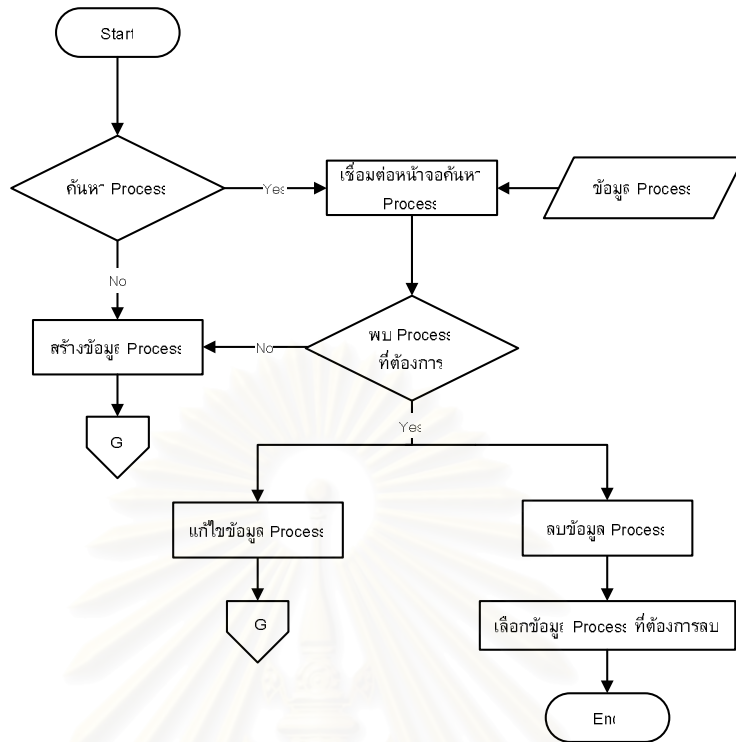 Start
ค้นหา Process
Yes
เชื่อมต่อหน้าจอค้นหา
Process
ข้อมูล Process
No
สร้างข้อมูล Process
No
พบ Process
ที่ต้องการ
G
Yes
แก้ไขข้อมูล Process
ลบข้อมูล Process
G
เลือกข้อมูล Process ที่ต้องการลบ
End